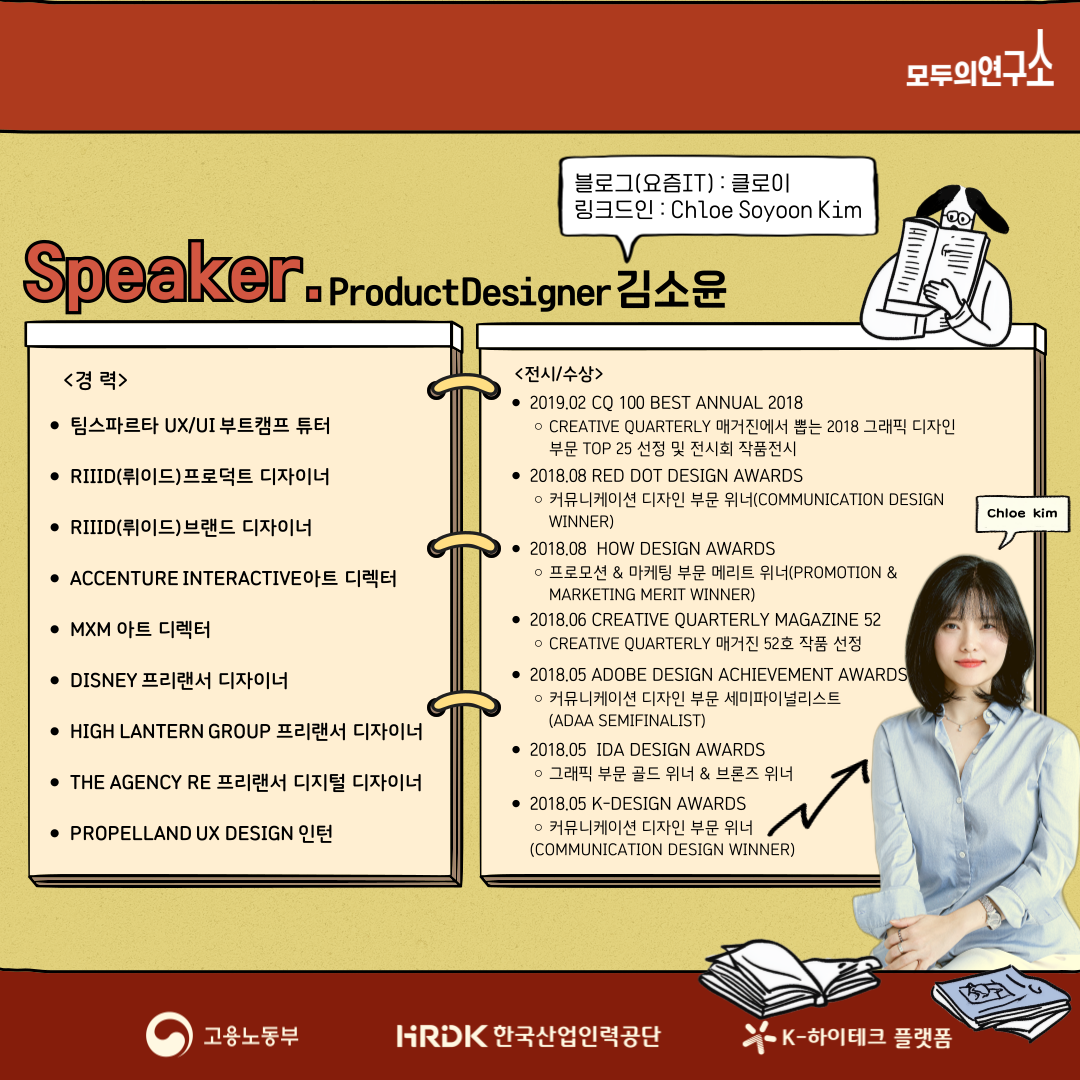 모두의연구소
블로그(요즘IT) : 클로이
링크드인 : Chloe Soyoon Kim
Speaker. Product Designer 김소윤
<경 력>
• 팀스파르타 UX/UI 부트캠프 튜터
• RIIID(뤼이드)프로덕트 디자이너
• RIIID(뤼이드)브랜드 디자이너
• ACCENTURE INTERACTIVE아트 디렉터
• MXM 아트 디렉터
• DISNEY 프리랜서 디자이너
• HIGH LANTERN GROUP 프리랜서 디자이너
• THE AGENCY RE 프리랜서 디지털 디자이너
• PROPELLAND UX DESIGN 인턴
<전시/수상>
• 2019.02 CQ 100 BEST ANNUAL 2018
○ CREATIVE QUARTERLY 매거진에서 뽑는 2018 그래픽 디자인
부문 TOP 25 선정 및 전시회 작품전시
• 2018.08 RED DOT DESIGN AWARDS
○ 커뮤니케이션 디자인 부문 위너(COMMUNICATION DESIGN
WINNER)
• 2018.08 HOW DESIGN AWARDS
○ 프로모션 & 마케팅 부문 메리트 위너(PROMOTION &
MARKETING MERIT WINNER)
• 2018.06 CREATIVE QUARTERLY MAGAZINE 52
○ CREATIVE QUARTERLY 매거진 52호 작품 선정
• 2018.05 ADOBE DESIGN ACHIEVEMENT AWARDS
○ 커뮤니케이션 디자인 부문 세미파이널리스트
(ADAA SEMIFINALIST)
• 2018.05 IDA DESIGN AWARDS
○ 그래픽 부문 골드 위너 & 브론즈 위너
• 2018.05 K-DESIGN AWARDS
○ 커뮤니케이션 디자인 부문 위너
(COMMUNICATION DESIGN WINNER)
Chloe kim
고용노동부
HRDK 한국산업인력공단
K-하이테크 플랫폼